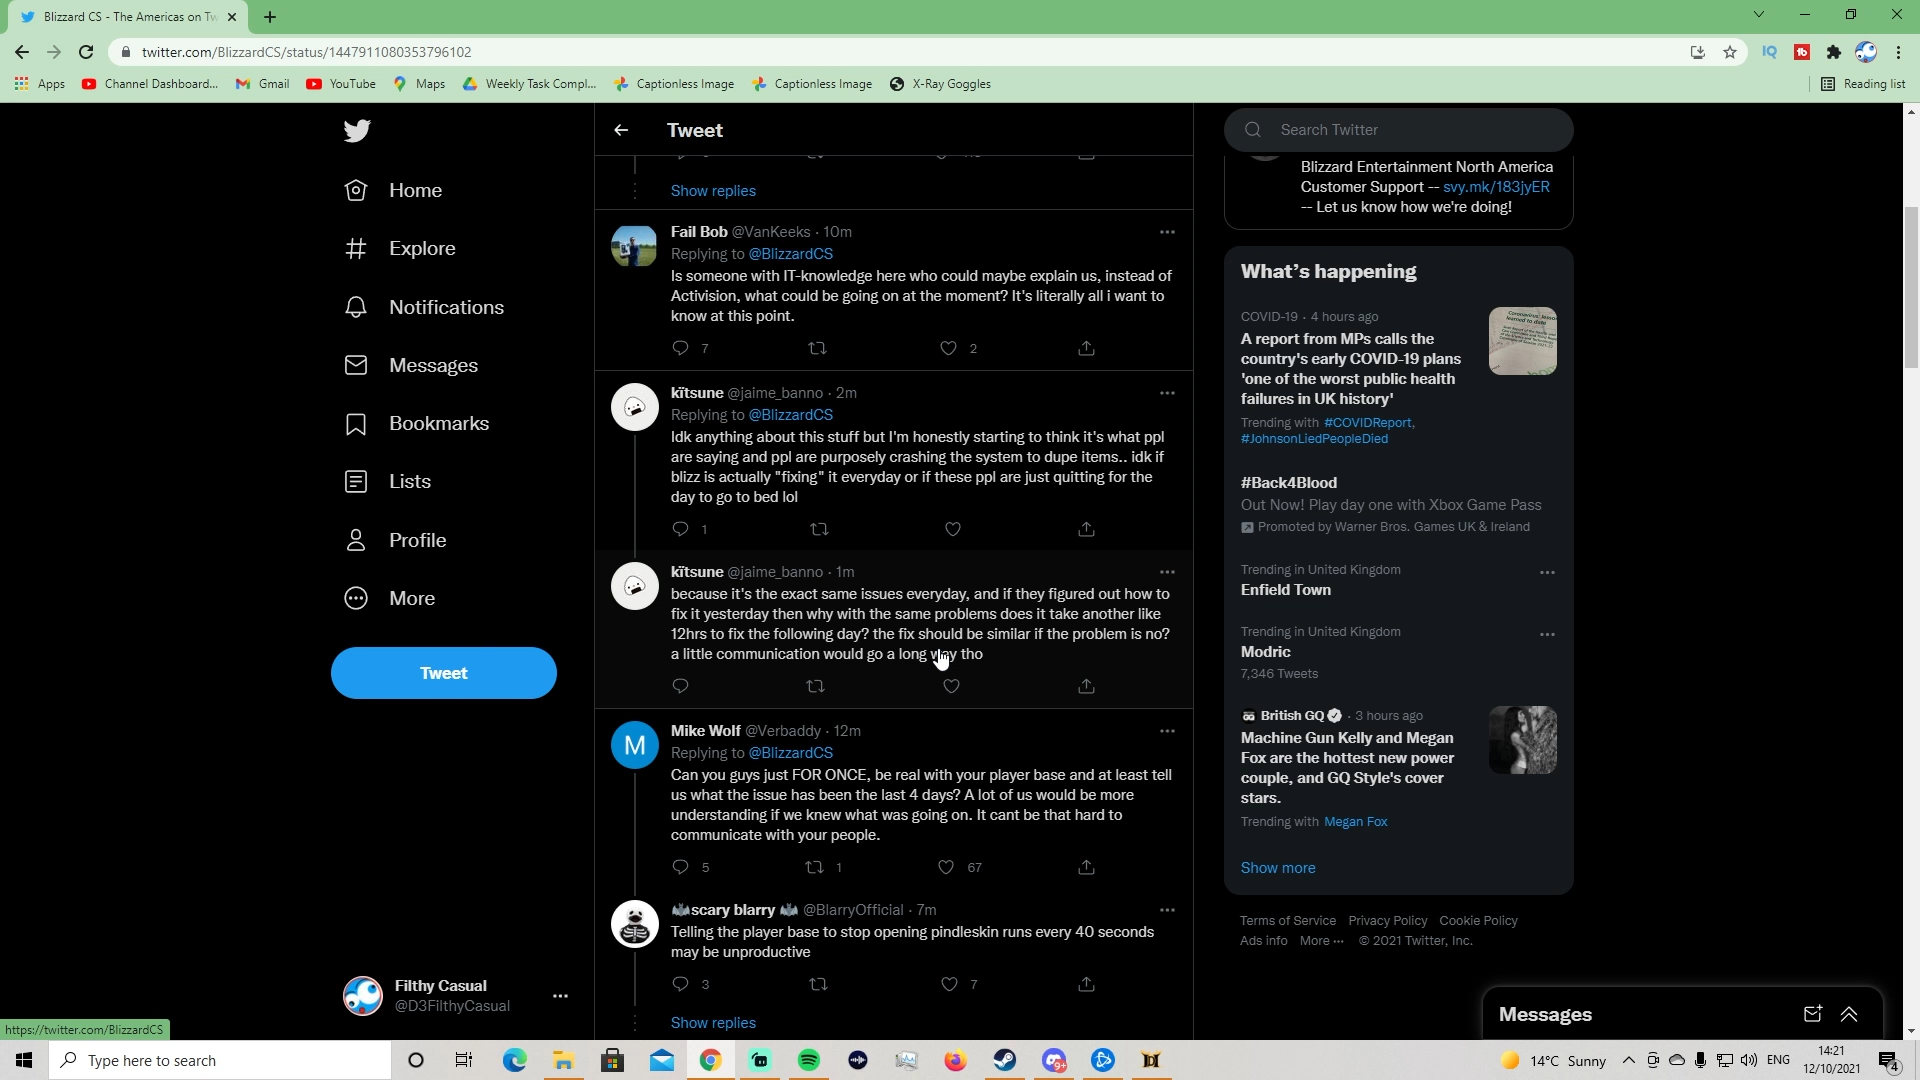 Blizzard CS - The Americas on Tw
twitter.com/BlizzardCS/status/1447911080353796102
Apps
Channel Dashboard...
Gmail
YouTube
Maps
Weekly Task Compl...
Captionless Image
Captionless Image
X-Ray Goggles
Reading list
Home
Explore
Notifications
Messages
Bookmarks
Lists
Profile
More
Tweet
Filthy Casual
@D3FilthyCasual
https://twitter.com/BlizzardCS
Tweet
Show replies
Fail Bob @VanKeeks · 10m
Replying to @BlizzardCS
Is someone with IT-knowledge here who could maybe explain us, instead of
Activision, what could be going on at the moment? It's literally all i want to
know at this point.
7 2
kïtsune @jaime_banno · 2m
Replying to @BlizzardCS
Idk anything about this stuff but I'm honestly starting to think it's what ppl
are saying and ppl are purposely crashing the system to dupe items.. idk if
blizz is actually "fixing" it everyday or if these ppl are just quitting for the
day to go to bed lol
1
kïtsune @jaime_banno · 1m
because it's the exact same issues everyday, and if they figured out how to
fix it yesterday then why with the same problems does it take another like
12hrs to fix the following day? the fix should be similar if the problem is no?
a little communication would go a long way tho
M
Mike Wolf @Verbaddy · 12m
Replying to @BlizzardCS
Can you guys just FOR ONCE, be real with your player base and at least tell
us what the issue has been the last 4 days? A lot of us would be more
understanding if we knew what was going on. It cant be that hard to
communicate with your people.
5 1 67
scary blarry @BlarryOfficial · 7m
Telling the player base to stop opening pindleskin runs every 40 seconds
may be unproductive
3 7
Show replies
Search Twitter
Blizzard Entertainment North America
Customer Support -- svy.mk/183jyER
-- Let us know how we're doing!
What's happening
COVID-19 · 4 hours ago
A report from MPs calls the
country's early COVID-19 plans
'one of the worst public health
failures in UK history'
Trending with #COVIDReport,
#JohnsonLiedPeopleDied
#Back4Blood
Out Now! Play day one with Xbox Game Pass
Promoted by Warner Bros. Games UK & Ireland
Trending in United Kingdom
Enfield Town
Trending in United Kingdom
Modric
7,346 Tweets
British GQ · 3 hours ago
Machine Gun Kelly and Megan
Fox are the hottest new power
couple, and GQ Style's cover
stars.
Trending with Megan Fox
Show more
Terms of Service Privacy Policy Cookie Policy
Ads info More ··· © 2021 Twitter, Inc.
Messages
Type here to search
14°C Sunny
ENG
14:21
12/10/2021
4